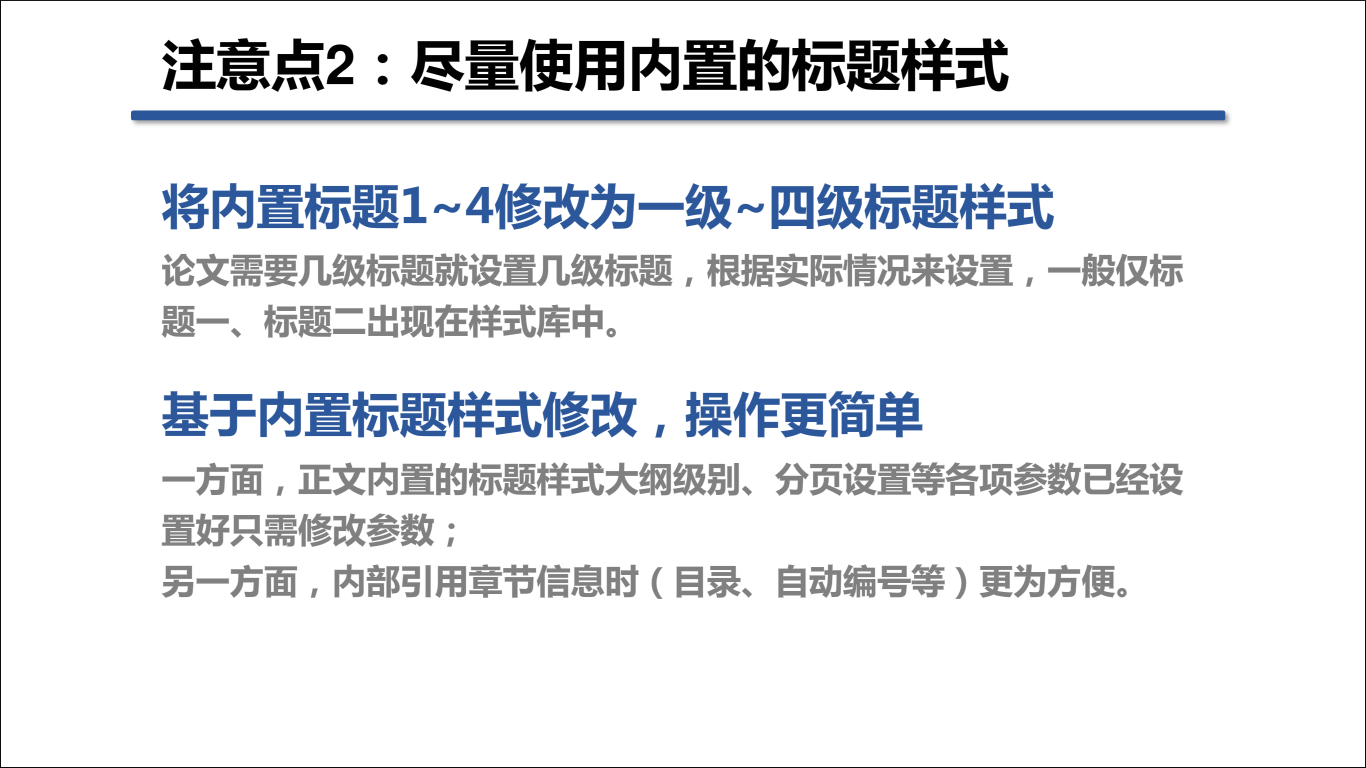 注意点2：尽量使用内置的标题样式
将内置标题1~4修改为一级~四级标题样式
论文需要几级标题就设置几级标题，根据实际情况来设置，一般仅标
题一、标题二出现在样式库中。
基于内置标题样式修改，操作更简单
一方面，正文内置的标题样式大纲级别、分页设置等各项参数已经设
置好只需修改参数；
另一方面，内部引用章节信息时（目录、自动编号等）更为方便。